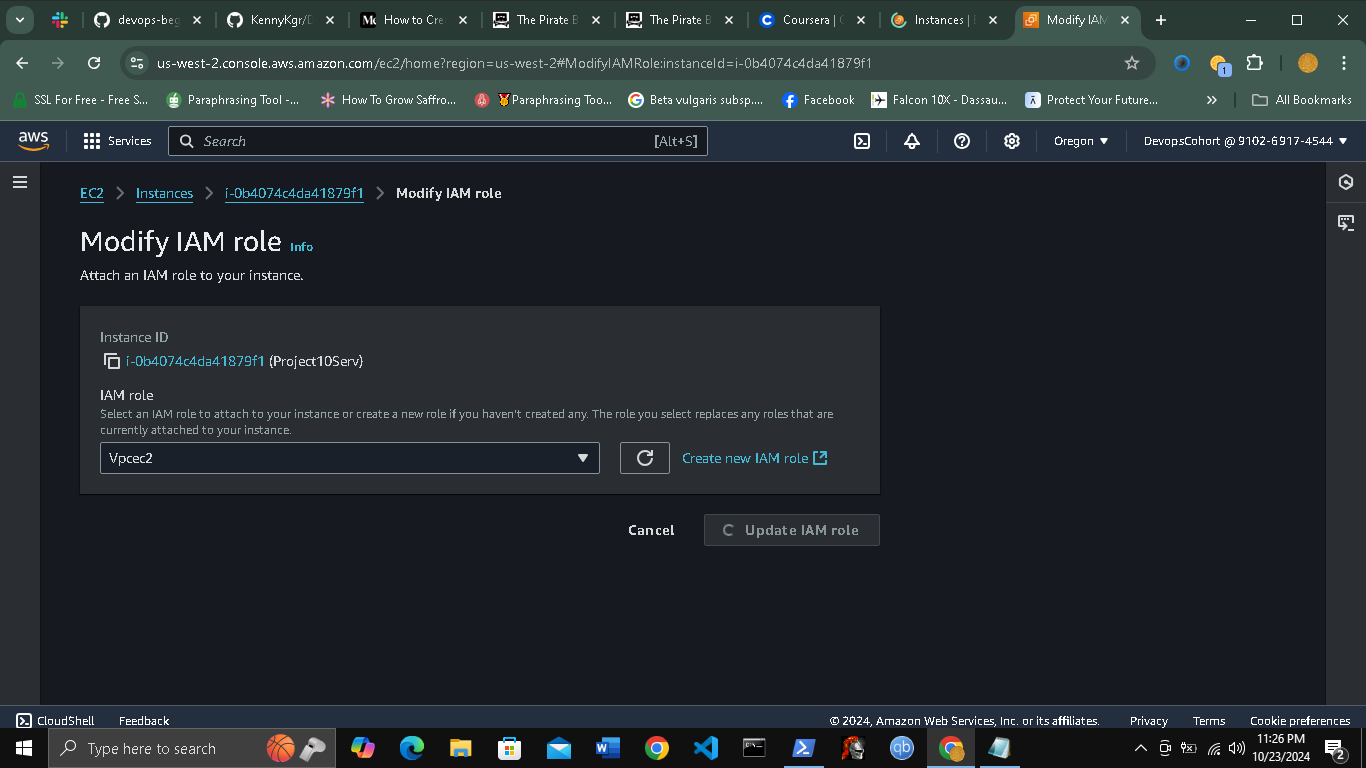 devops-beg
KennyKgr/D
How to Cre
The Pirate B
The Pirate B
Coursera | C
Instances | E
Modify IAM
us-west-2.console.aws.amazon.com/ec2/home?region=us-west-2#ModifyIAMRole:instanceId=i-0b4074c4da41879f1
1
SSL For Free - Free S...
Paraphrasing Tool -...
How To Grow Saffro...
Paraphrasing Too...
Beta vulgaris subsp....
Facebook
Falcon 10X - Dassau...
Protect Your Future...
All Bookmarks
aws
Services
Search
[Alt+S]
Oregon
DevopsCohort @ 9102-6917-4544
EC2
Instances
i-0b4074c4da41879f1
Modify IAM role
Modify IAM role Info
Attach an IAM role to your instance.
Instance ID
i-0b4074c4da41879f1 (Project10Serv)
IAM role
Select an IAM role to attach to your instance or create a new role if you haven't created any. The role you select replaces any roles that are
currently attached to your instance.
Vpcec2
Create new IAM role
Cancel
Update IAM role
CloudShell
Feedback
© 2024, Amazon Web Services, Inc. or its affiliates.
Privacy
Terms
Cookie preferences
Type here to search
qb
11:26 PM
10/23/2024
2